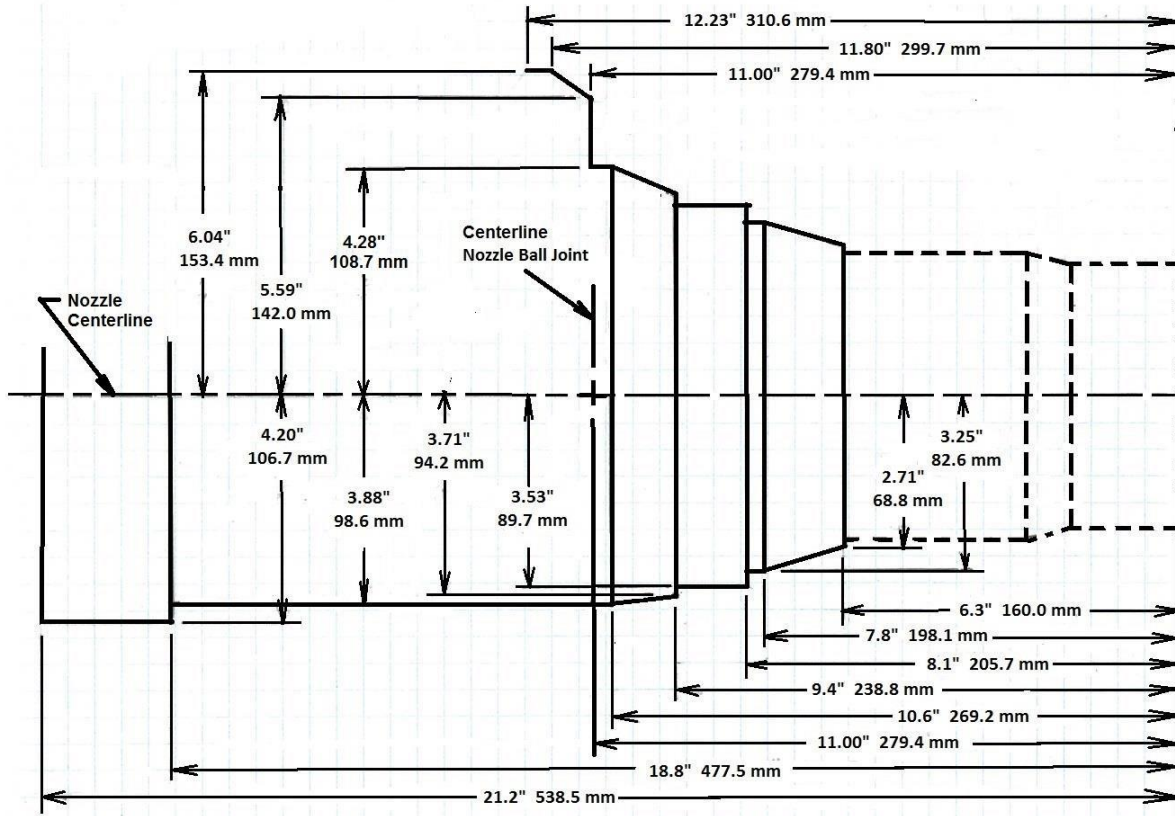 12.23" 310.6 mm
11.80" 299.7 mm
11.00" 279.4 mm
6.04"
153.4 mm
5.59"
142.0 mm
4.28"
108.7 mm
Centerline
Nozzle Ball Joint
Nozzle
Centerline
4.20"
106.7 mm
3.88"
98.6 mm
3.71"
94.2 mm
3.53"
89.7 mm
2.71"
68.8 mm
3.25"
82.6 mm
6.3" 160.0 mm
7.8" 198.1 mm
8.1" 205.7 mm
9.4" 238.8 mm
10.6" 269.2 mm
11.00" 279.4 mm
18.8" 477.5 mm
21.2" 538.5 mm